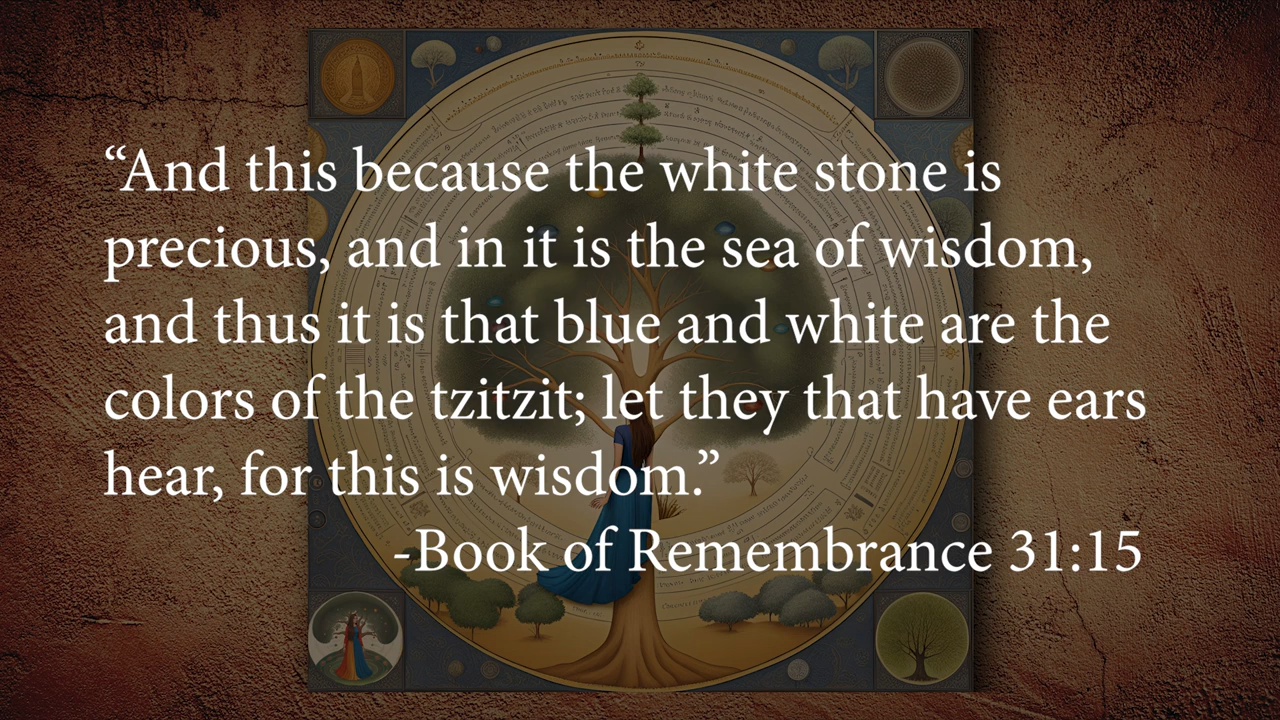 “And this because the white stone is
precious, and in it is the sea of wisdom,
and thus it is that blue and white are the
colors of the tzitzit; let they that have ears
hear, for this is wisdom.”
-Book of Remembrance 31:15